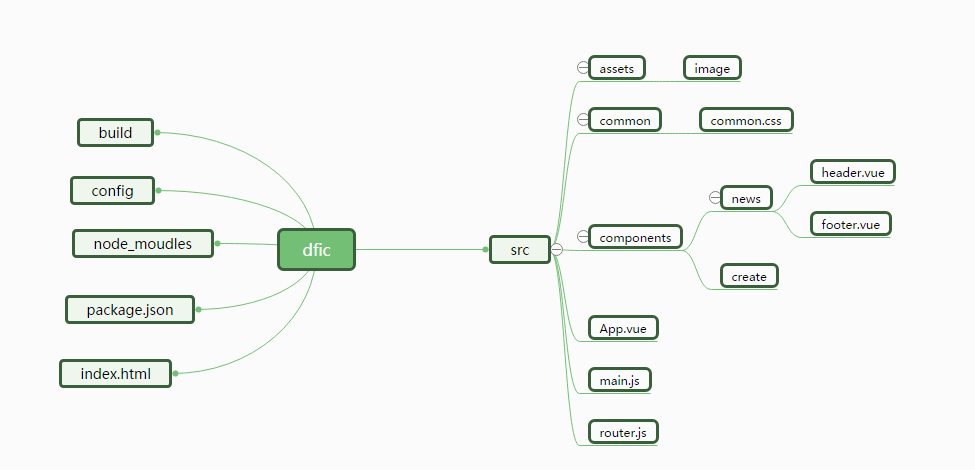 build
config
node_moudles
package.json
index.html
dfic
src
assets
image
common
common.css
components
news
header.vue
footer.vue
create
App.vue
main.js
router.js